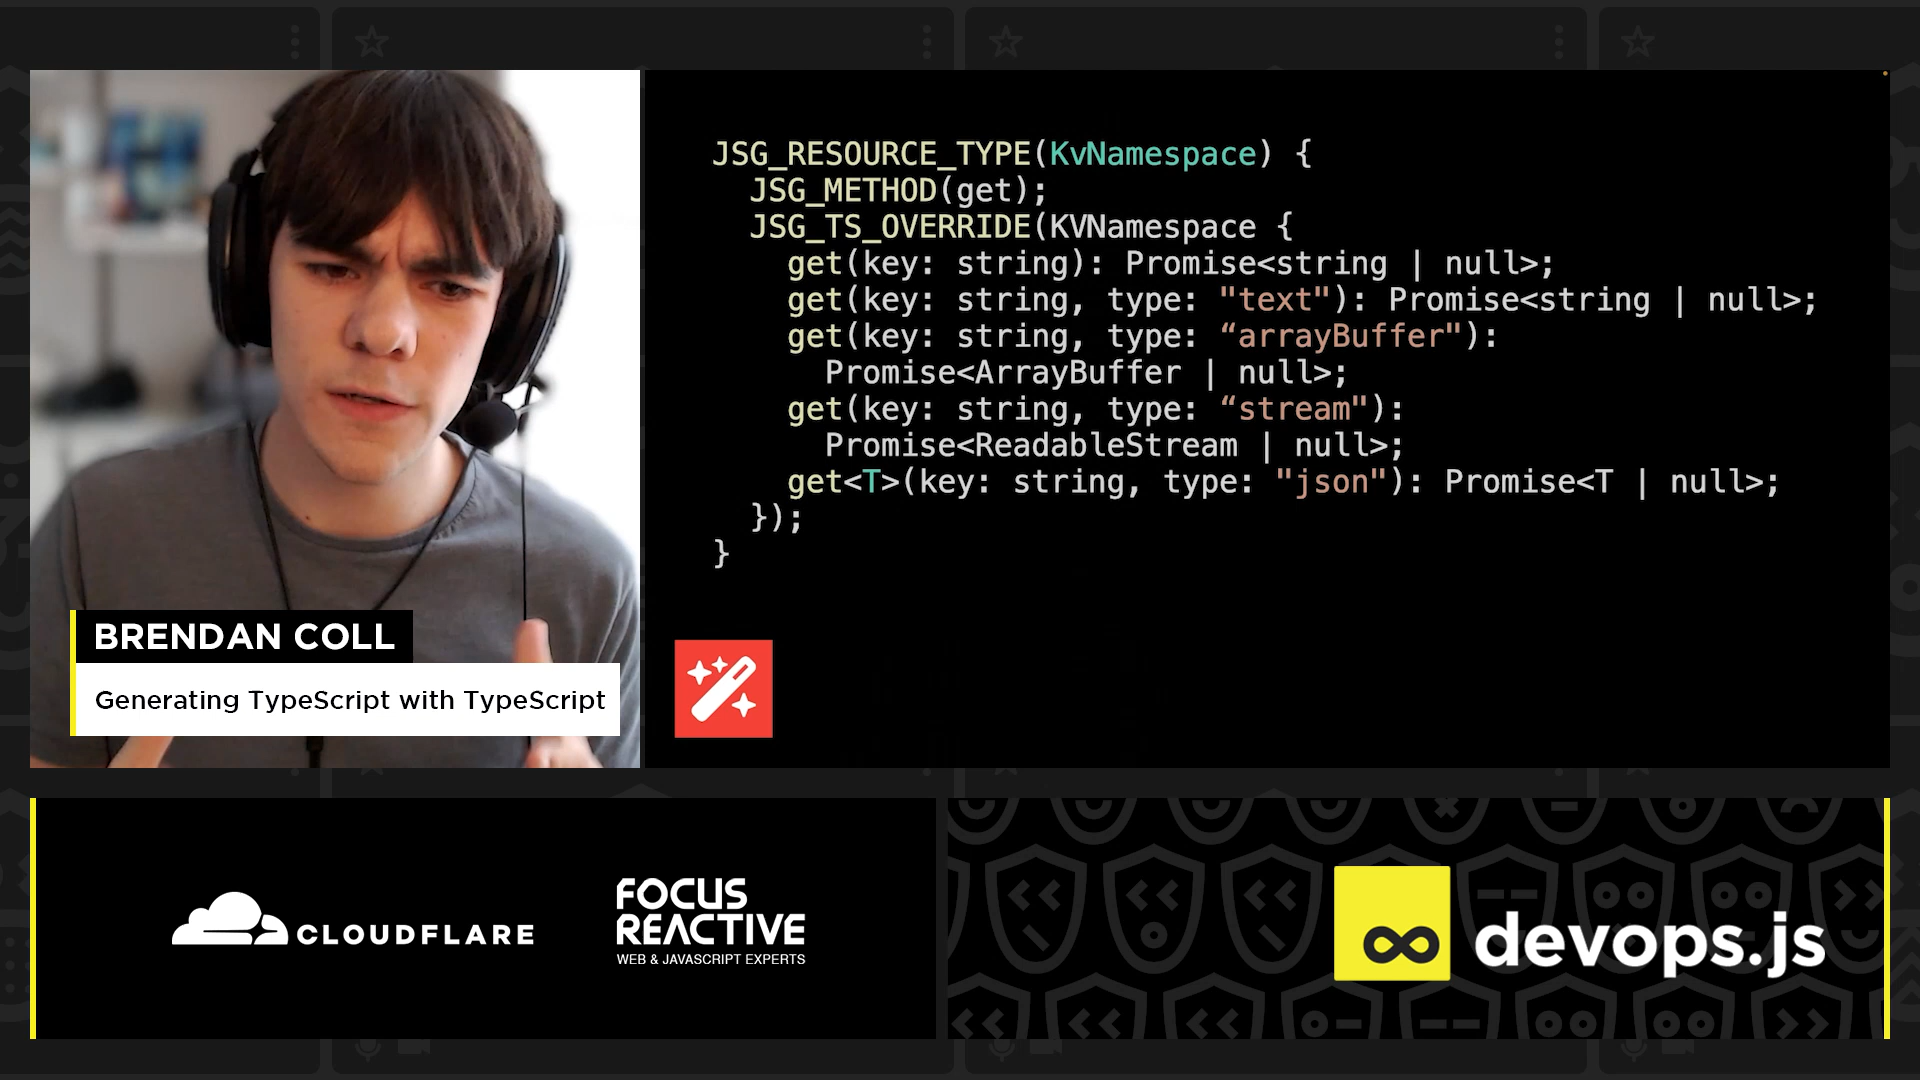 JSG_RESOURCE_TYPE(KvNamespace) {
JSG_METHOD(get);
JSG_TS_OVERRIDE(KVNamespace {
get(key: string): Promise<string | null>;
get(key: string, type: "text"): Promise<string | null>;
get(key: string, type: “arrayBuffer"):
Promise<ArrayBuffer | null>;
get(key: string, type: “stream"):
Promise<ReadableStream | null>;
get<T>(key: string, type: "json"): Promise<T | null>;
});
}
BRENDAN COLL
Generating TypeScript with TypeScript
CLOUDFLARE
FOCUS
REACTIVE
WEB & JAVASCRIPT EXPERTS
devops.js